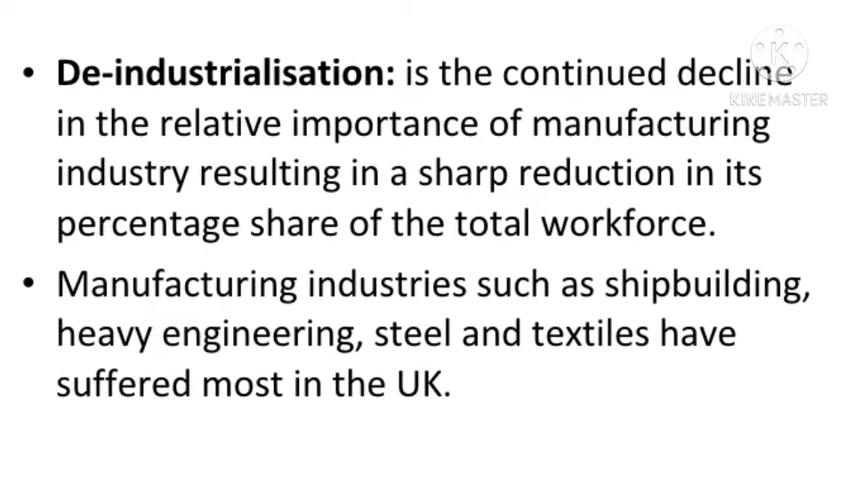 • De-industrialisation: is the continued decline
KINEMASTER
in the relative importance of manufacturing
industry resulting in a sharp reduction in its
percentage share of the total workforce.
• Manufacturing industries such as shipbuilding,
heavy engineering, steel and textiles have
suffered most in the UK.